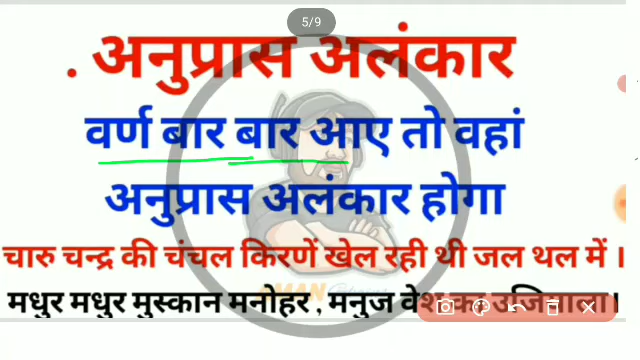 5/9
. अनुप्रास अलंकार
वर्ण बार बार आए तो वहां
अनुप्रास अलंकार होगा
चारु चन्द्र की चंचल किरणें खेल रही थी जल थल में ।
मधुर मधुर मुस्कान मनोहर , मनुज वेश का उजियाला।